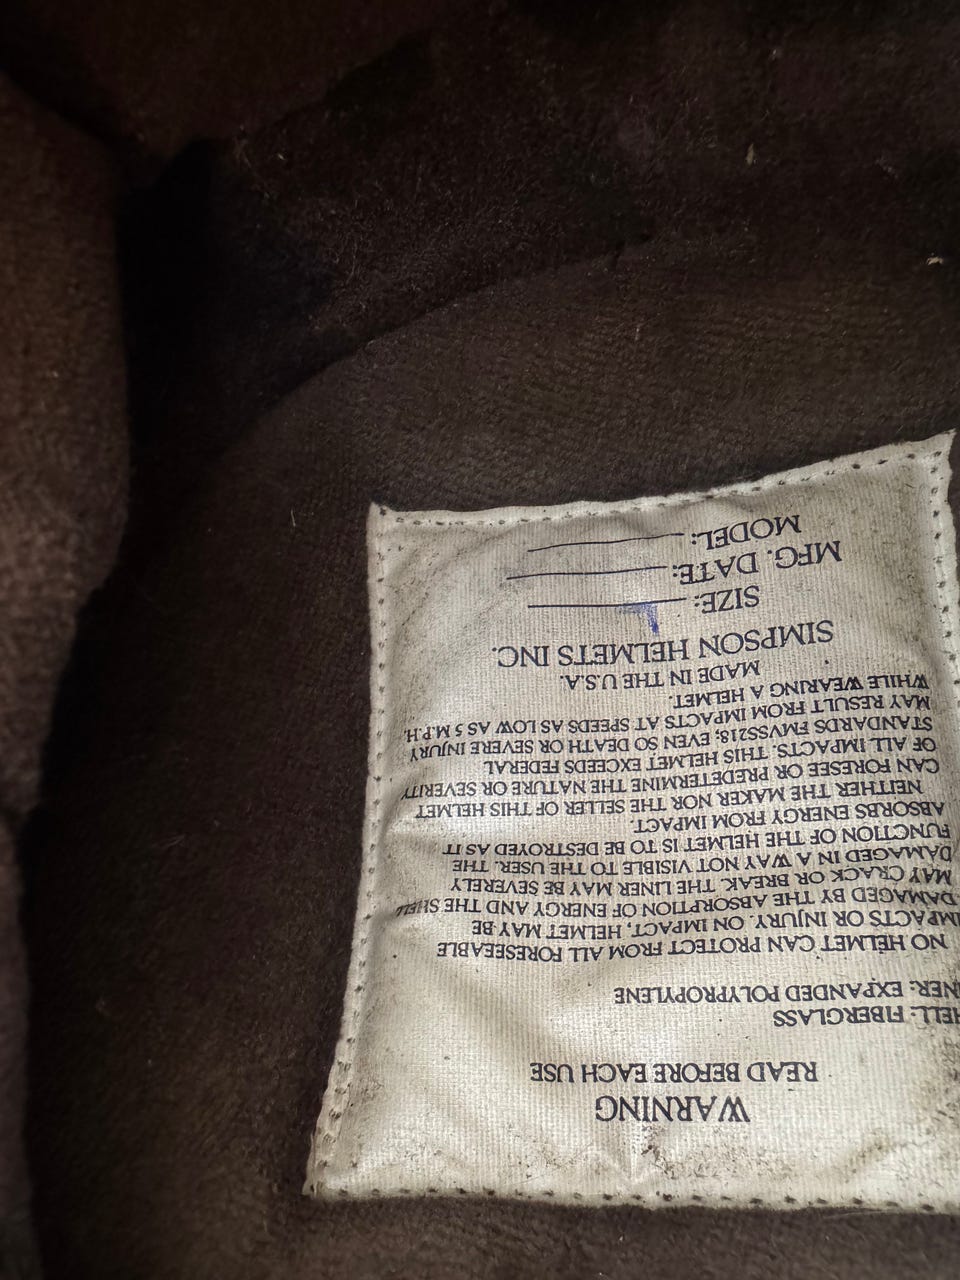 WARNING
READ BEFORE EACH USE
HELL: FIBERGLASS
NER: EXPANDED POLYPROPYLENE
NO HELMET CAN PROTECT FROM ALL FORESEEABLE
IMPACTS OR INJURY. ON IMPACT, HELMET MAY BE
DAMAGED BY THE ABSORPTION OF ENERGY AND THE SHELL
MAY CRACK OR BREAK. THE LINER MAY BE SEVERELY
DAMAGED IN A WAY NOT VISIBLE TO THE USER. THE
FUNCTION OF THE HELMET IS TO BE DESTROYED AS IT
ABSORBS ENERGY FROM IMPACT.
NEITHER THE MAKER NOR THE SELLER OF THIS HELMET
CAN FORESEE OR PREDETERMINE THE NATURE OR SEVERITY
OF ALL IMPACTS. THIS HELMET EXCEEDS FEDERAL
STANDARDS FMVSS218; EVEN SO DEATH OR SEVERE INJURY
MAY RESULT FROM IMPACTS AT SPEEDS AS LOW AS 5 M.P.H.
WHILE WEARING A HELMET.
MADE IN THE U.S.A.
SIMPSON HELMETS INC.
SIZE:
MFG. DATE:
MODEL: